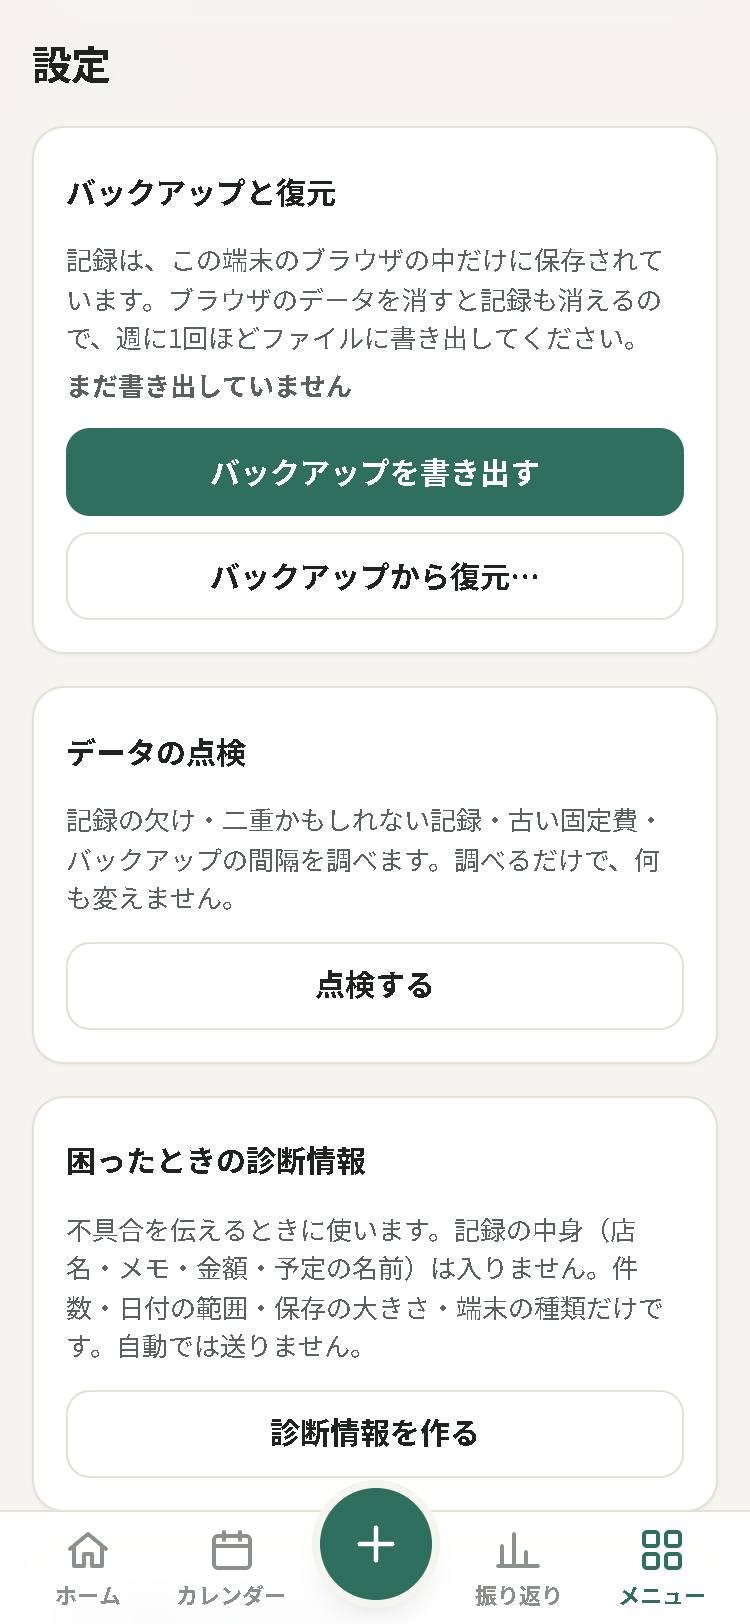 設定
バックアップと復元
記録は、この端末のブラウザの中だけに保存されて
います。ブラウザのデータを消すと記録も消えるの
で、週に1回ほどファイルに書き出してください。
まだ書き出していません
バックアップを書き出す
バックアップから復元…
データの点検
記録の欠け・二重かもしれない記録・古い固定費・
バックアップの間隔を調べます。調べるだけで、何
も変えません。
点検する
困ったときの診断情報
不具合を伝えるときに使います。記録の中身（店
名・メモ・金額・予定の名前）は入りません。件
数・日付の範囲・保存の大きさ・端末の種類だけで
す。自動では送りません。
診断情報を作る
ホーム
カレンダー
振り返り
メニュー